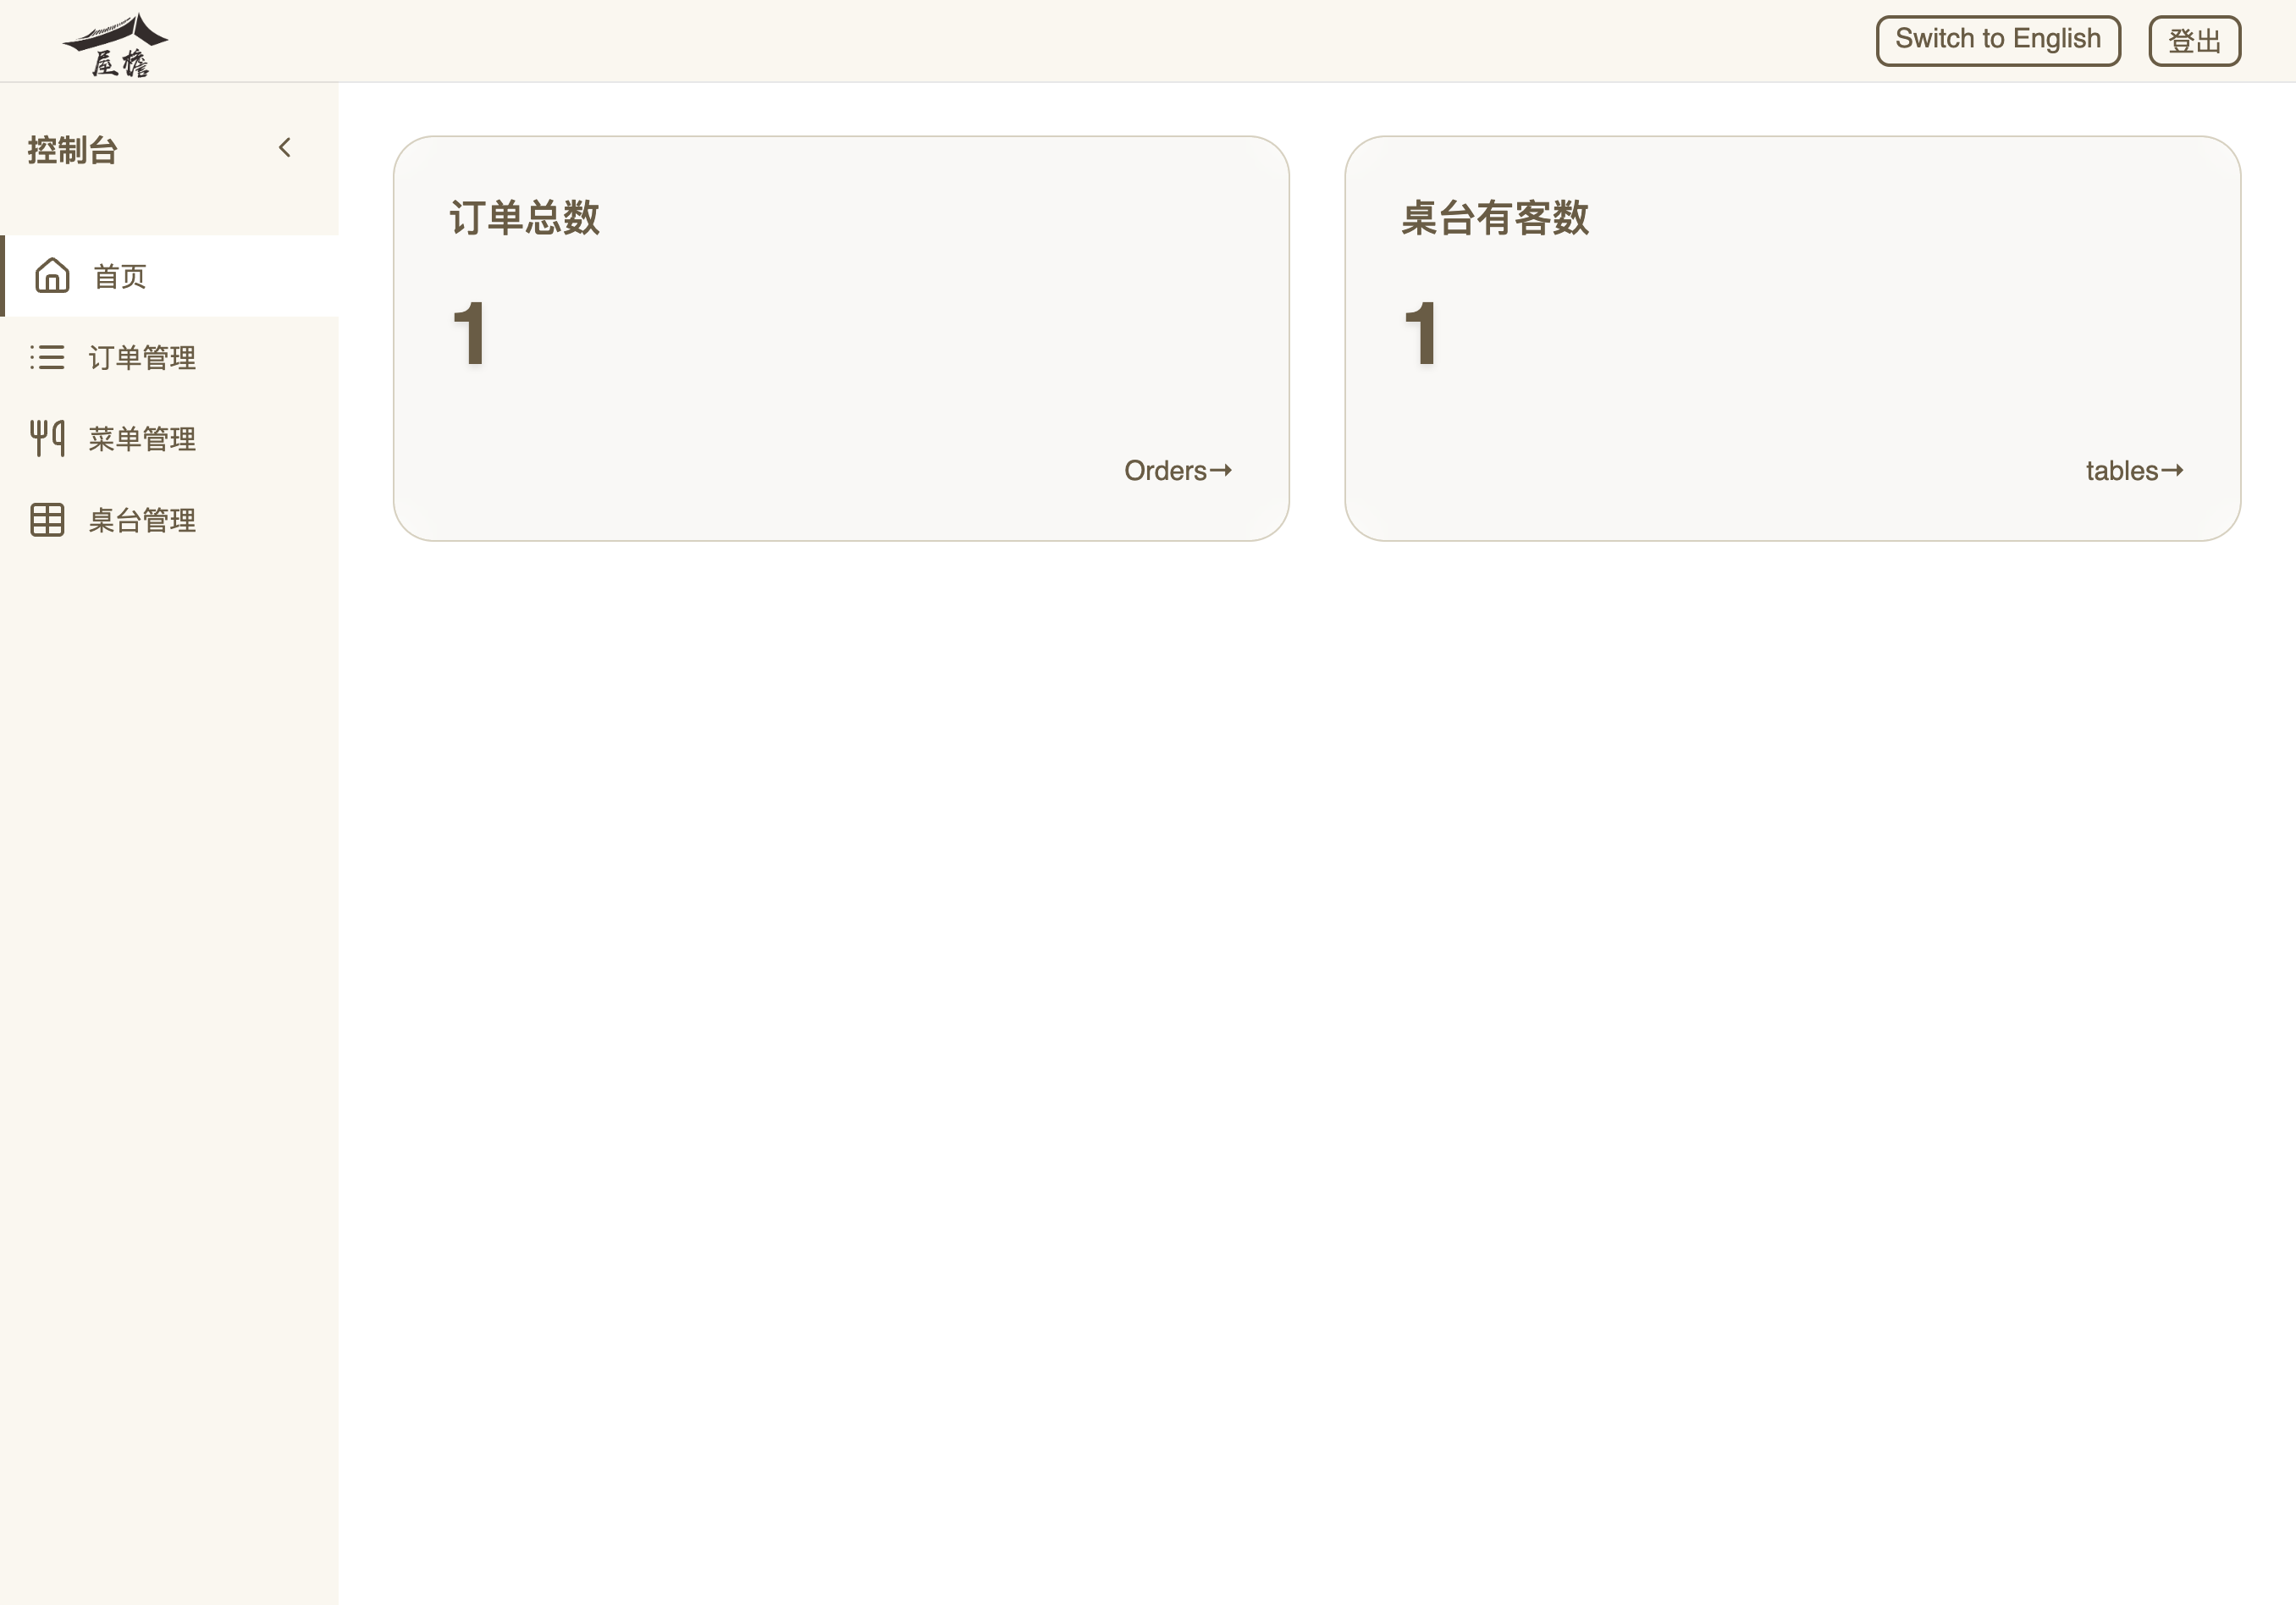 屋檐
Switch to English
登出
控制台
首页
订单管理
菜单管理
桌台管理
订单总数
1
Orders→
桌台有客数
1
tables→